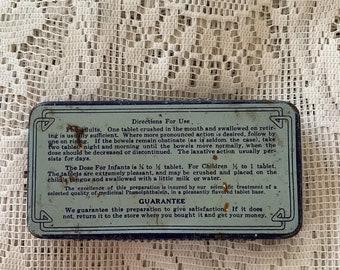 Directions For Use
For Adults, One tablet crushed in the mouth and swallowed on retir-
ing is usually sufficient. Where more pronounced action is desired, follow by
one on rising. If the bowels remain obstinate (as is seldom the case), take
two tablets night and morning until the bowels move normally, when the
dose should be decreased or discontinued. The laxative action usually per-
sists for days.
The Dose For Infants is ¼ to ½ tablet. For Children ½ to 1 tablet.
The tablets are extremely pleasant, and may be crushed and placed on the
child's tongue and swallowed with a little milk or water.
The excellence of this preparation is insured by our scientific treatment of a
selected quality of medicinal Phenolphthalein, in a pleasantly flavored tablet base.
GUARANTEE
We guarantee this preparation to give satisfaction. If it does
not, return it to the store where you bought it and get your money.